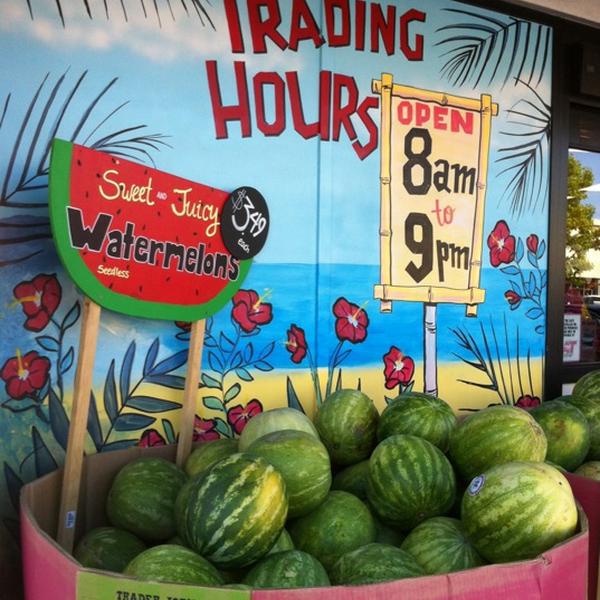 TRADING
HOURS
OPEN
8am
to
9pm
Sweet AND Juicy
$3.49
EACH
Watermelons
Seedless